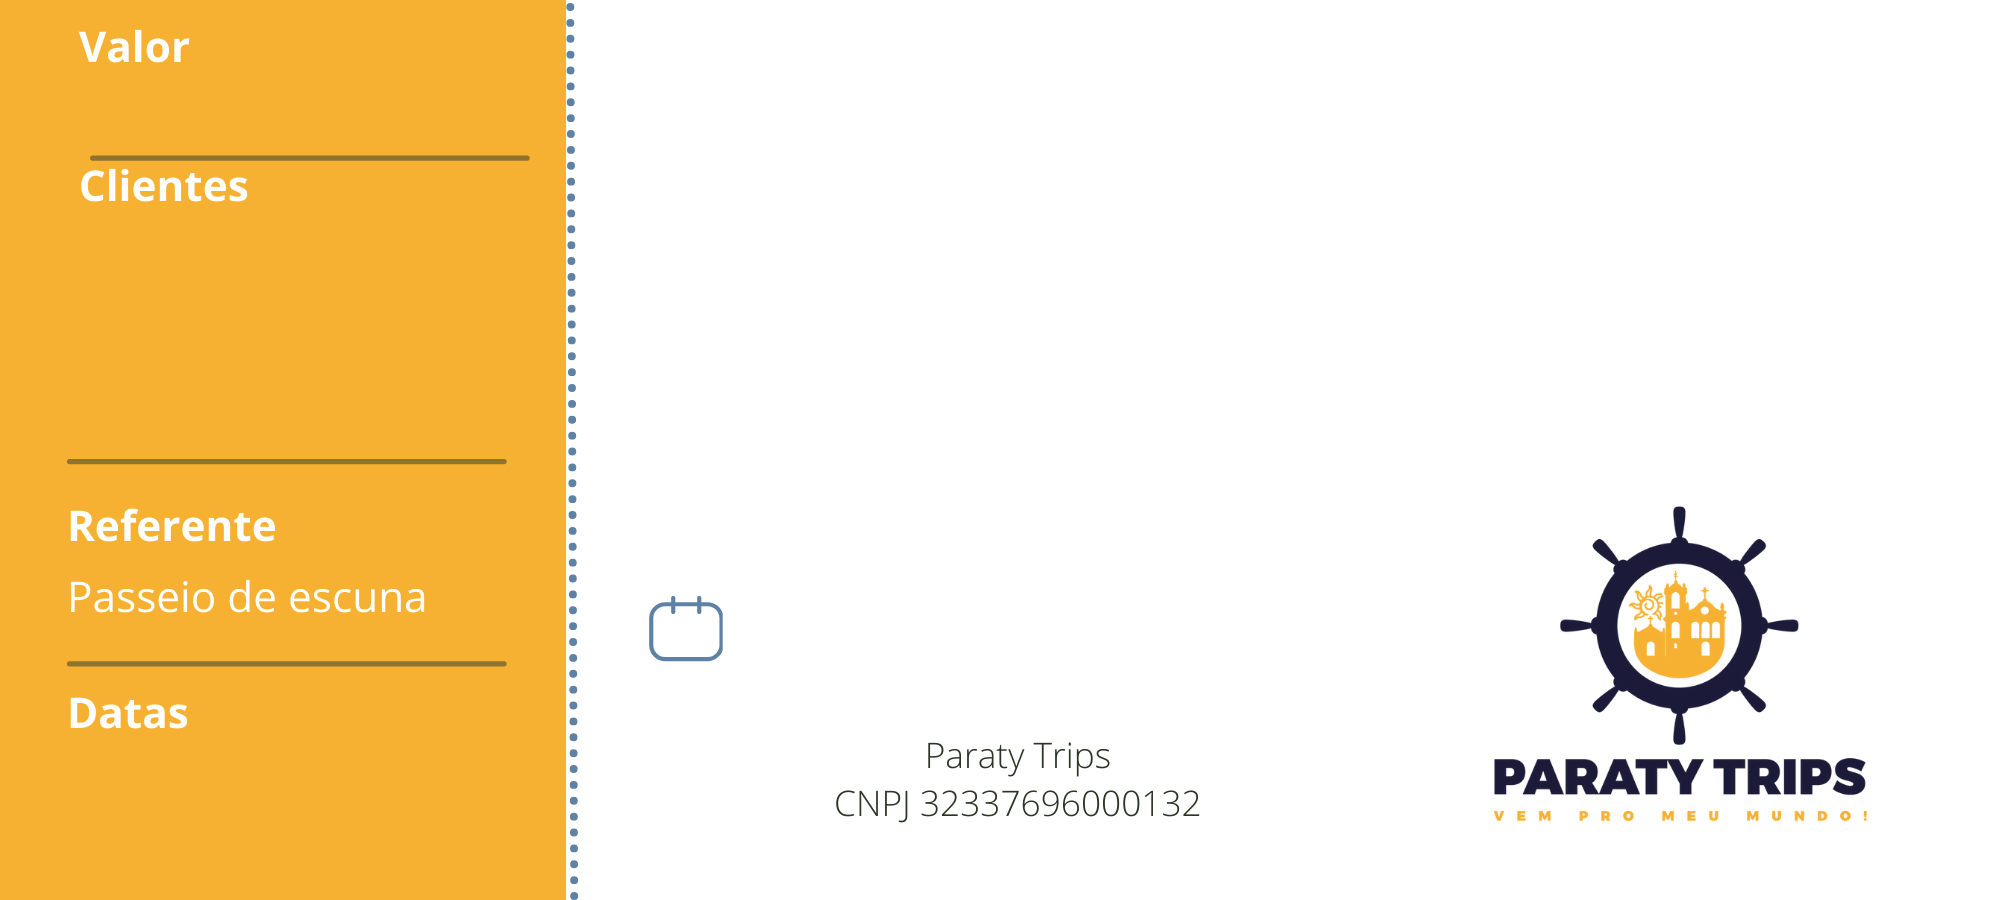 Valor
Clientes
Referente
Passeio de escuna
Datas
Paraty Trips
CNPJ 32337696000132
PARATY TRIPS
VEM PRO MEU MUNDO!